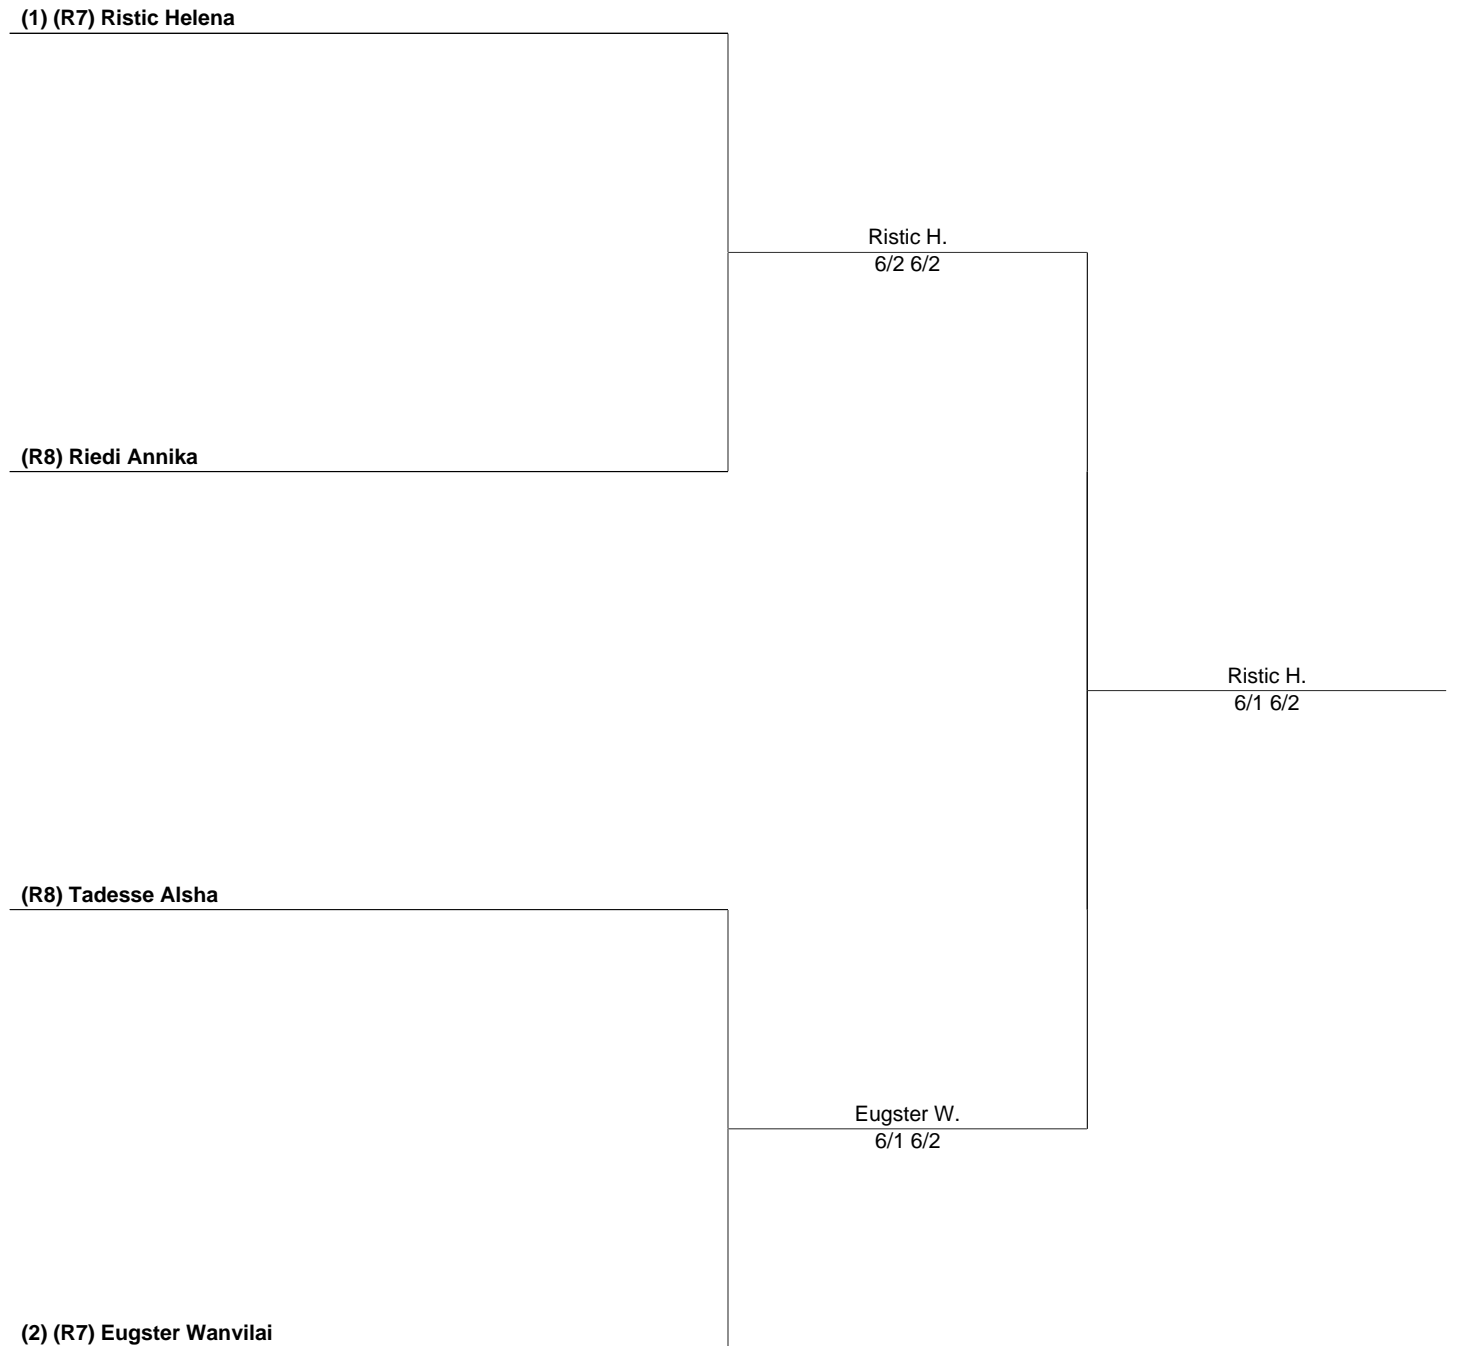 (1) (R7) Ristic Helena
Ristic H.
6/2 6/2
(R8) Riedi Annika
Ristic H.
6/1 6/2
(R8) Tadesse Alsha
Eugster W.
6/1 6/2
(2) (R7) Eugster Wanvilai